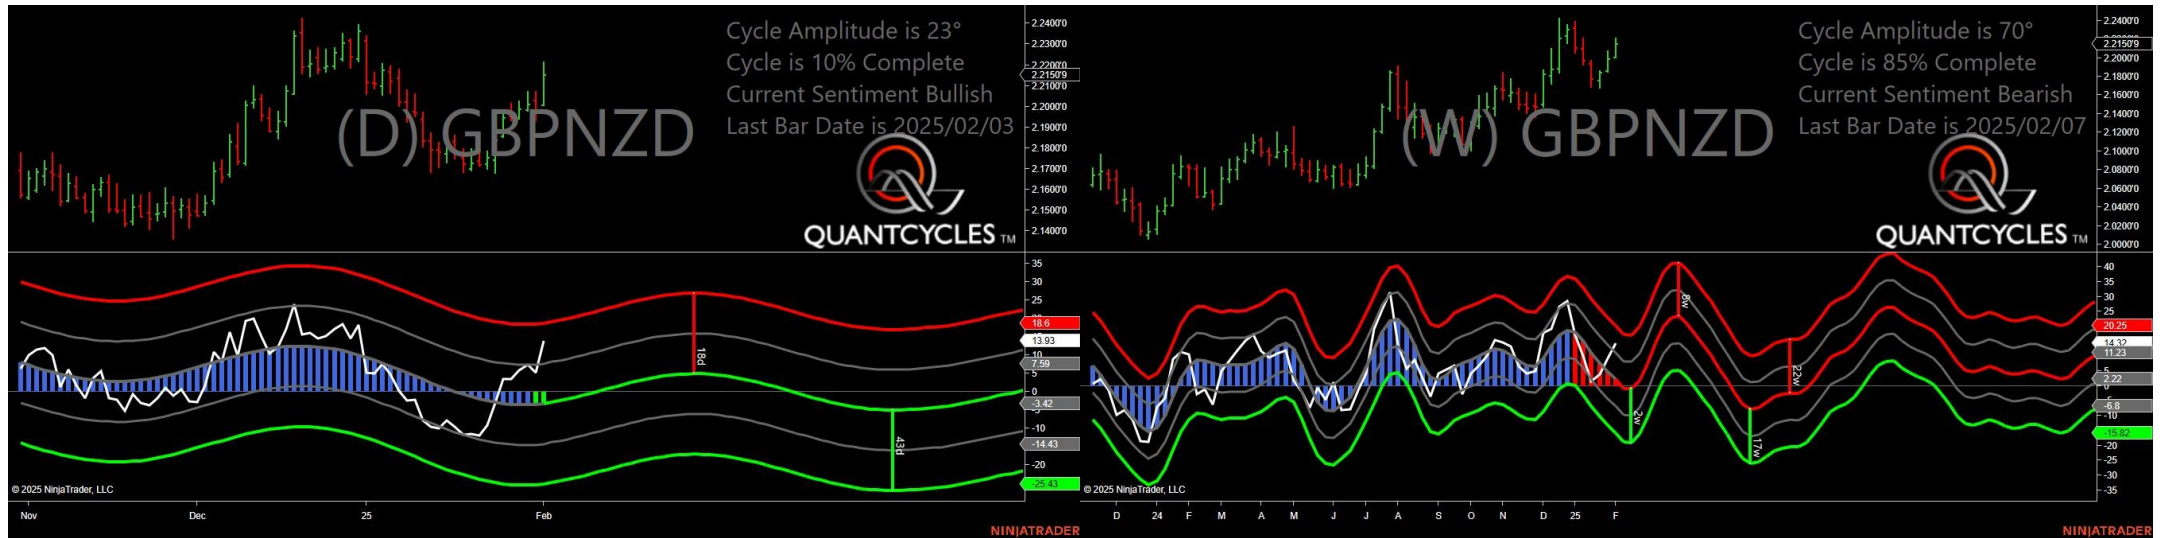 Cycle Amplitude is 23°
Cycle is 10% Complete
Current Sentiment Bullish
Last Bar Date is 2025/02/03
(D) GBPNZD
QUANTCYCLES TM
2.2400'0
2.2300'0
2.2200'0
2.2150'9
2.2100'0
2.2000'0
2.1900'0
2.1800'0
2.1700'0
2.1600'0
2.1500'0
2.1400'0
35
30
25
18.6
13.93
10
7.59
5
0
-3.42
-10
-14.43
-20
-25.43
18d
43d
© 2025 NinjaTrader, LLC
Nov
Dec
25
Feb
NINJATRADER
Cycle Amplitude is 70°
Cycle is 85% Complete
Current Sentiment Bearish
Last Bar Date is 2025/02/07
(W) GBPNZD
QUANTCYCLES TM
2.2400'0
2.2150'9
2.2000'0
2.1800'0
2.1600'0
2.1400'0
2.1200'0
2.1000'0
2.0800'0
2.0600'0
2.0400'0
2.0200'0
2.0000'0
40
35
30
25
20.25
14.32
11.23
5
2.22
-6.8
-10
-15.82
-20
-25
-30
-35
8w
22w
2w
17w
© 2025 NinjaTrader, LLC
D
24
F
M
A
M
J
J
A
S
O
N
D
25
F
NINJATRADER